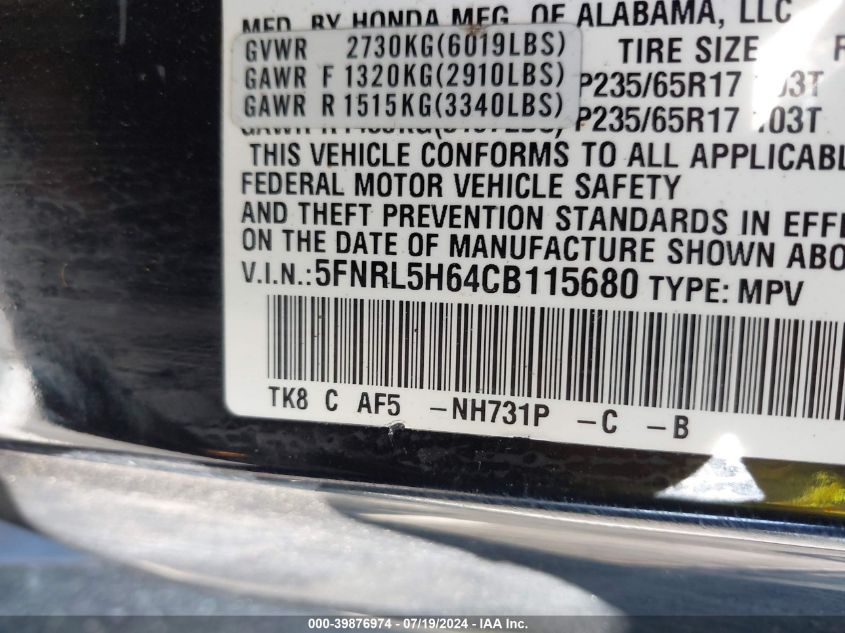 MFD. BY HONDA MFG. OF ALABAMA, LLC
GVWR 2730KG(6019LBS) TIRE SIZE
GAWR F 1320KG(2910LBS) P235/65R17
GAWR R 1515KG(3340LBS) P235/65R17 103T
THIS VEHICLE CONFORMS TO ALL APPLICABL
FEDERAL MOTOR VEHICLE SAFETY
AND THEFT PREVENTION STANDARDS IN EFFE
ON THE DATE OF MANUFACTURE SHOWN ABO
V.I.N.: 5FNRL5H64CB115680 TYPE: MPV
TK8 C AF5 -NH731P -C -B
000-39876974 - 07/19/2024 - IAA Inc.